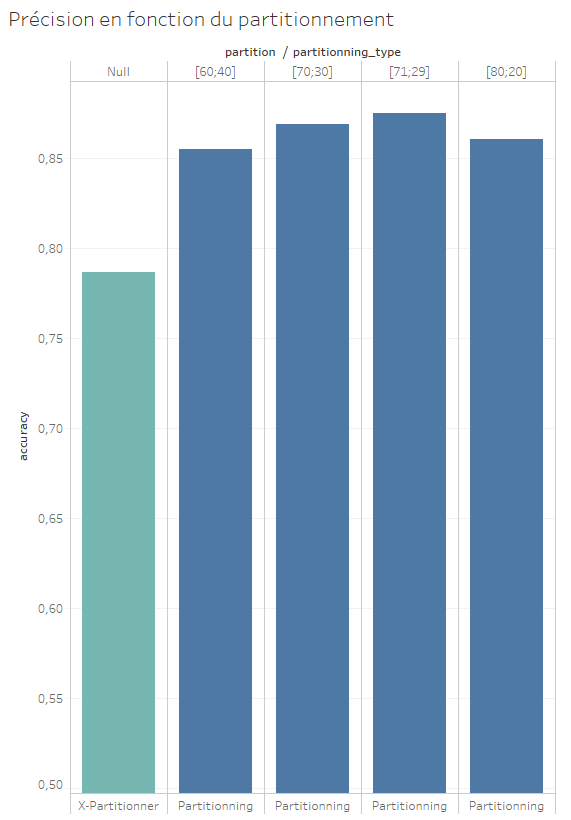 Précision en fonction du partitionnement
partition / partitionning_type
Null [60;40] [70;30] [71;29] [80;20]
0,85
0,80
0,75
0,70
accuracy
0,65
0,60
0,55
0,50
X-Partitionner Partitionning Partitionning Partitionning Partitionning